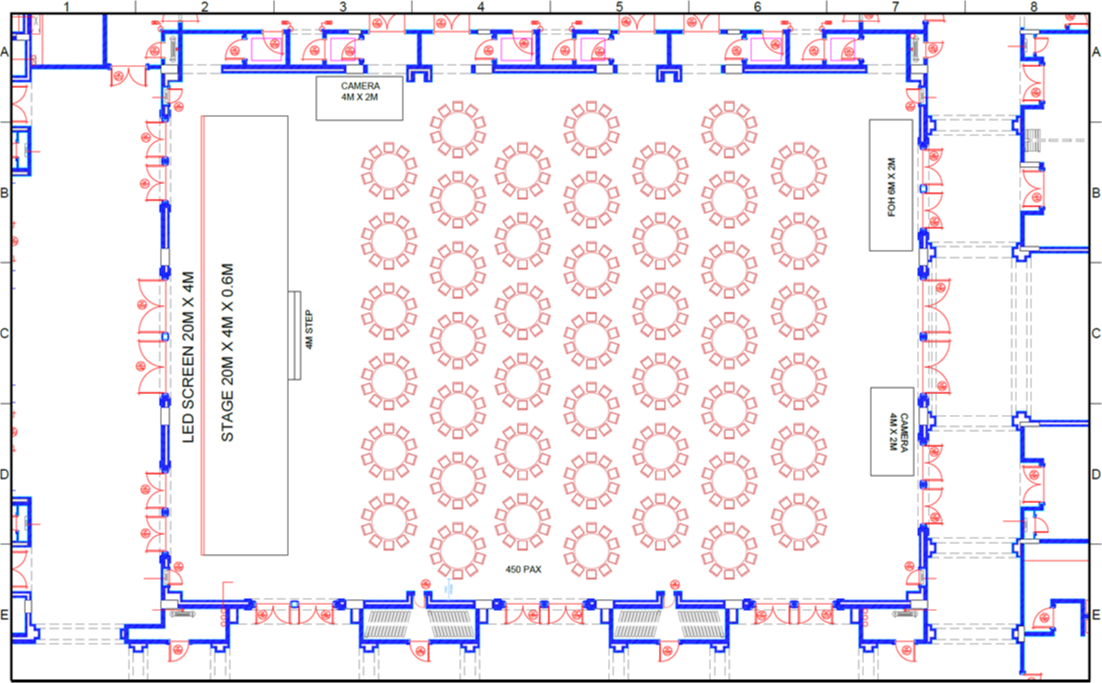 1 2 3 4 5 6 7 8
A A
CAMERA
4M X 2M
B B
FOH 6M X 2M
LED SCREEN 20M X 4M
STAGE 20M X 4M X 0.6M
4M STEP
C C
CAMERA
4M X 2M
D D
450 PAX
E E